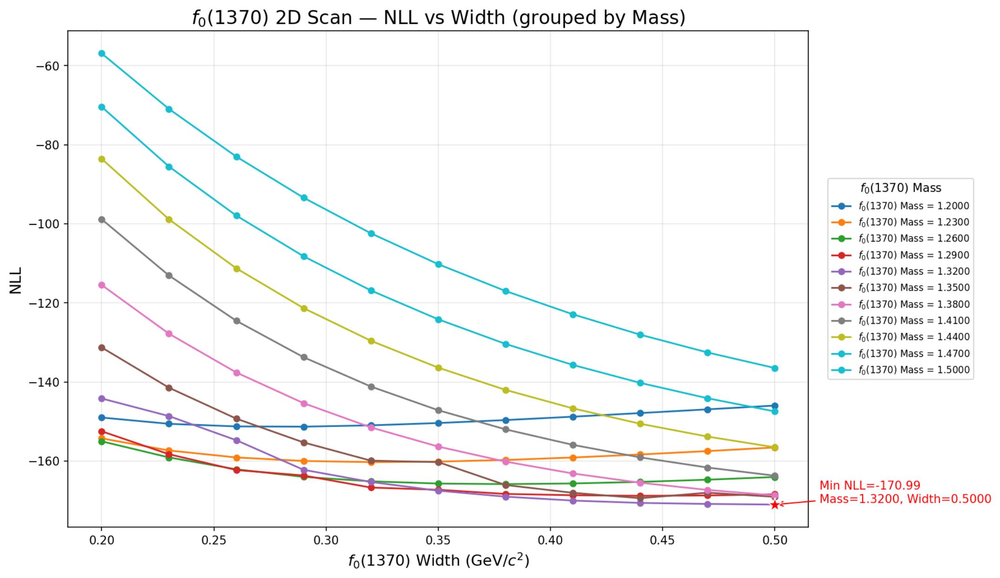 f₀(1370) 2D Scan — NLL vs Width (grouped by Mass)
NLL
−60
−80
−100
−120
−140
−160
0.20 0.25 0.30 0.35 0.40 0.45 0.50
f₀(1370) Width (GeV/c²)
f₀(1370) Mass
f₀(1370) Mass = 1.2000
f₀(1370) Mass = 1.2300
f₀(1370) Mass = 1.2600
f₀(1370) Mass = 1.2900
f₀(1370) Mass = 1.3200
f₀(1370) Mass = 1.3500
f₀(1370) Mass = 1.3800
f₀(1370) Mass = 1.4100
f₀(1370) Mass = 1.4400
f₀(1370) Mass = 1.4700
f₀(1370) Mass = 1.5000
Min NLL=-170.99
Mass=1.3200, Width=0.5000